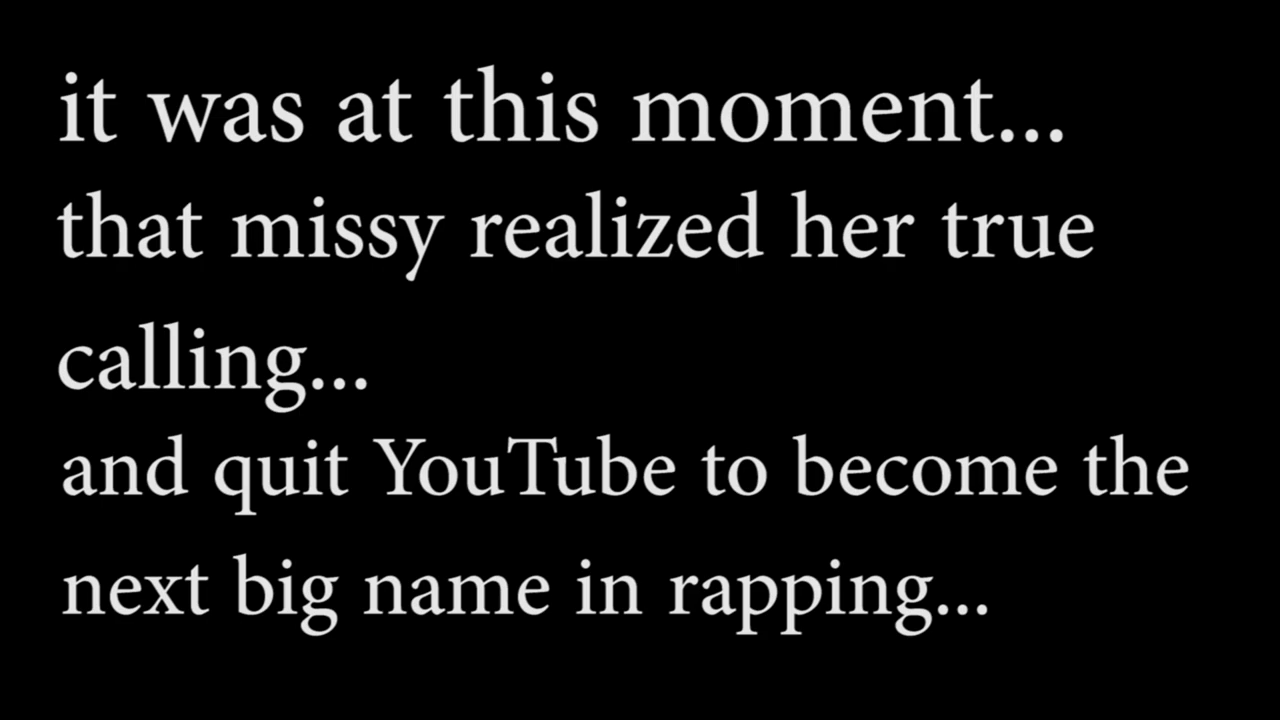 it was at this moment...
that missy realized her true
calling...
and quit YouTube to become the
next big name in rapping...